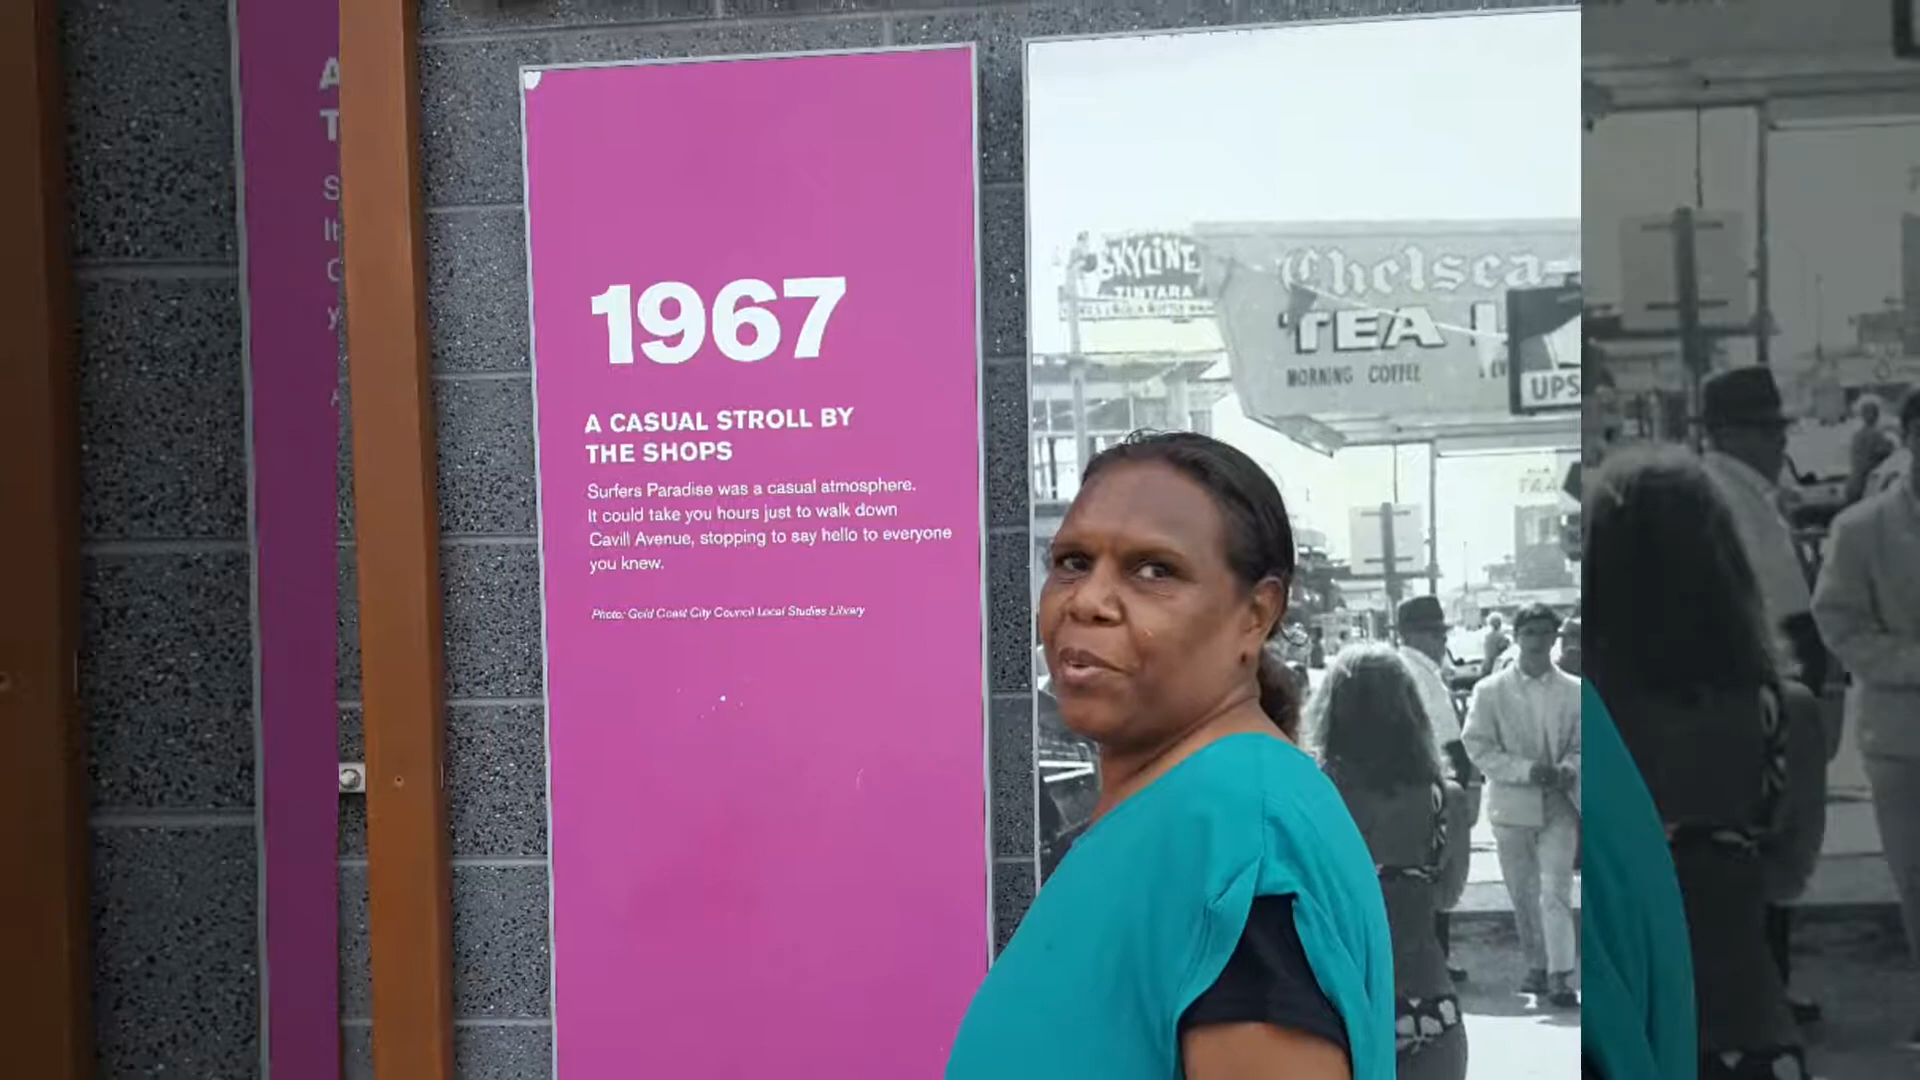 1967
A CASUAL STROLL BY
THE SHOPS
Surfers Paradise was a casual atmosphere.
It could take you hours just to walk down
Cavill Avenue, stopping to say hello to everyone
you knew.
Photo: Gold Coast City Council Local Studies Library
SKYLINE
TINTARA
Chelsea
TEA
MORNING COFFEE
UPS